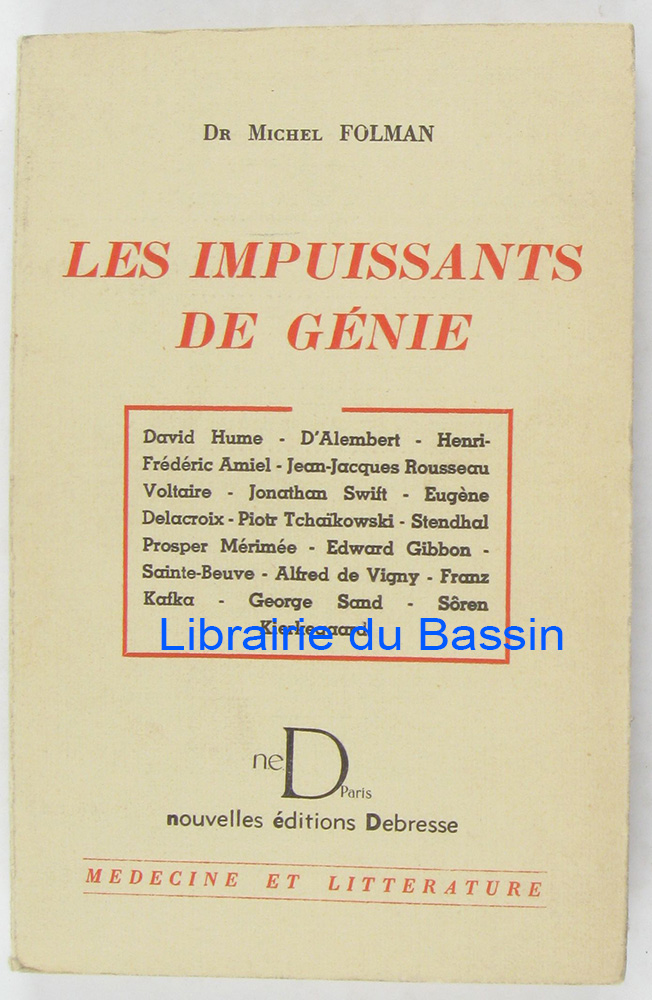 Dr Michel FOLMAN
LES IMPUISSANTS
DE GÉNIE
David Hume - D'Alembert - Henri-
Frédéric Amiel - Jean-Jacques Rousseau
Voltaire - Jonathan Swift - Eugène
Delacroix - Piotr Tchaïkowski - Stendhal
Prosper Mérimée - Edward Gibbon -
Sainte-Beuve - Alfred de Vigny - Franz
Kafka - George Sand - Sôren
Kierkegaard
Librairie du Bassin
neD
Paris
nouvelles éditions Debresse
MEDECINE ET LITTERATURE